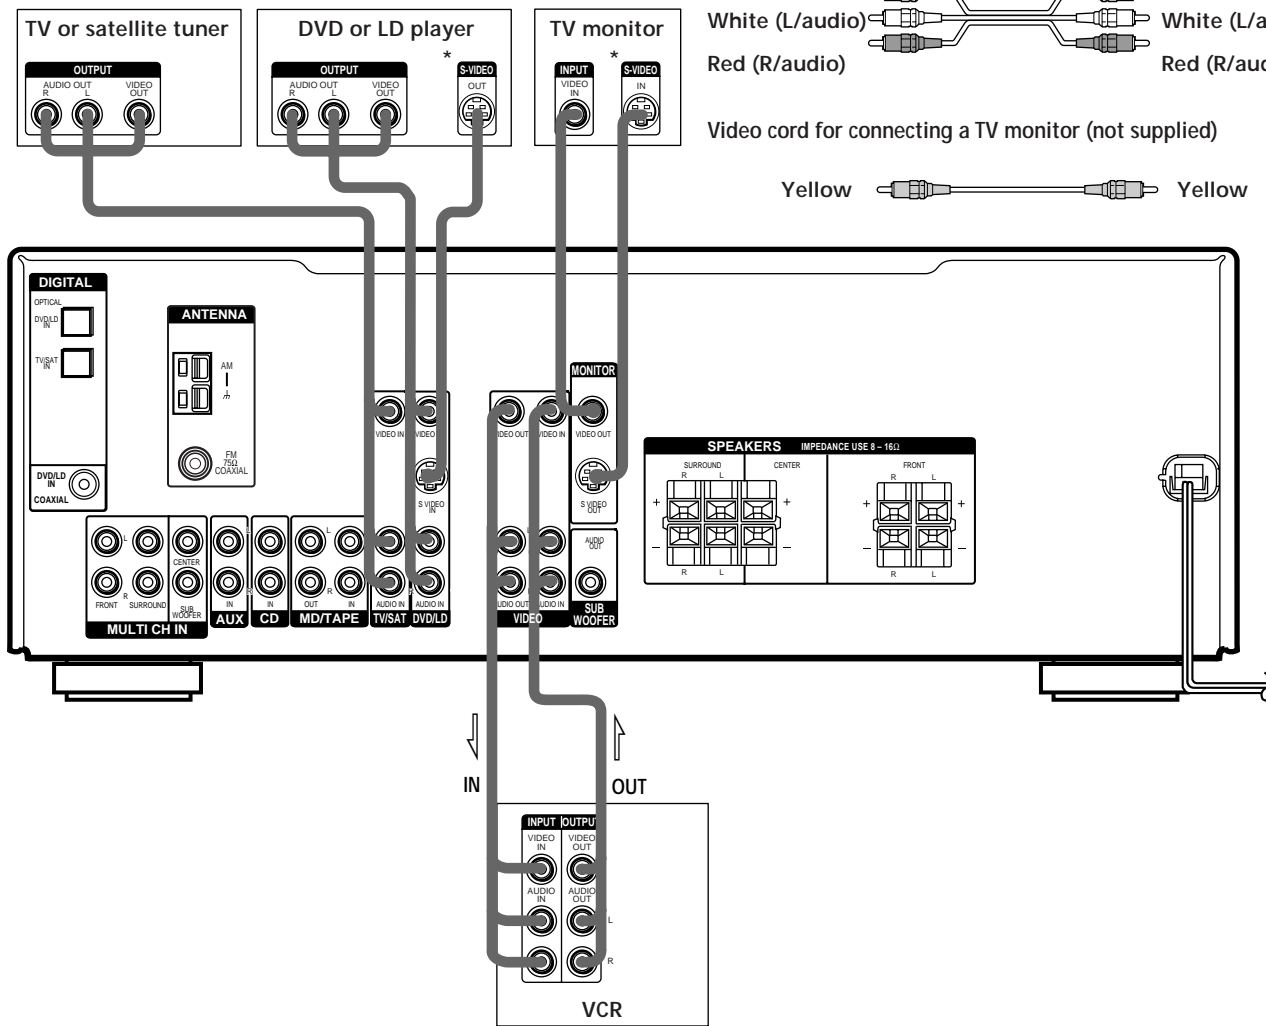 TV or satellite tuner
OUTPUT
AUDIO OUT
R L
VIDEO
OUT
DVD or LD player
*
OUTPUT
AUDIO OUT
R L
VIDEO
OUT
S-VIDEO
OUT
TV monitor
*
INPUT
VIDEO
IN
S-VIDEO
IN
White (L/audio)
White (L/a
Red (R/audio)
Red (R/aud
Video cord for connecting a TV monitor (not supplied)
Yellow
Yellow
DIGITAL
OPTICAL
DVD/LD
IN
TV/SAT
IN
DVD/LD
IN
COAXIAL
ANTENNA
AM
FM
75Ω
COAXIAL
VIDEO IN
VIDEO
S VIDEO
IN
VIDEO OUT
VIDEO IN
MONITOR
VIDEO OUT
S VIDEO
OUT
AUDIO
OUT
SUB
WOOFER
L
R
FRONT
SURROUND
CENTER
SUB
WOOFER
MULTI CH IN
IN
AUX
R
IN
CD
L
R
OUT
IN
MD/TAPE
AUDIO IN
TV/SAT
AUDIO IN
DVD/LD
AUDIO OUT
AUDIO IN
VIDEO
SPEAKERS IMPEDANCE USE 8 – 16Ω
SURROUND
R L
CENTER
FRONT
R L
+ + + +
– – – –
R L
R L
IN
OUT
INPUT
OUTPUT
VIDEO
IN
VIDEO
OUT
AUDIO
IN
AUDIO
OUT
L
R
VCR